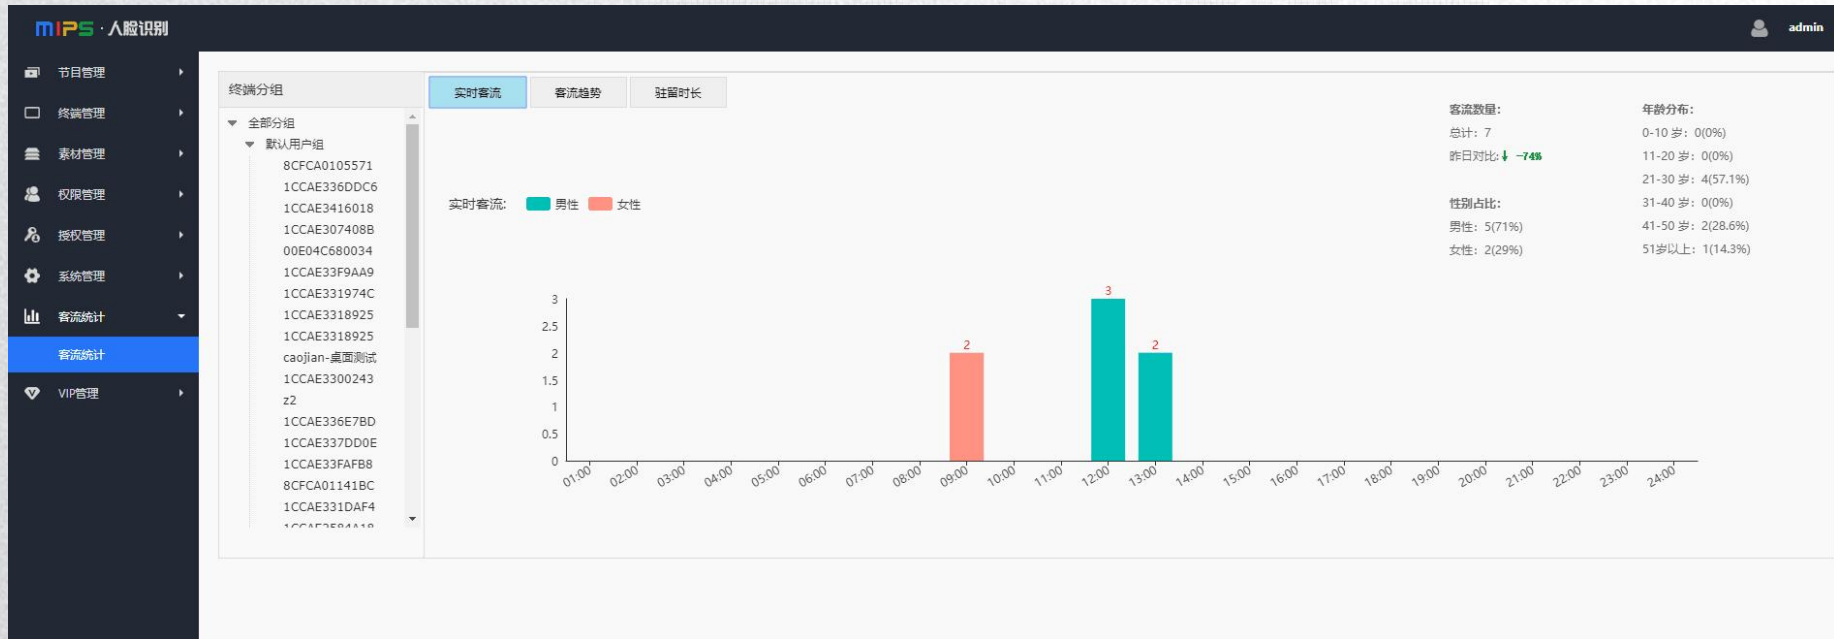 MIPS · 人脸识别
admin
节目管理
终端管理
素材管理
权限管理
授权管理
系统管理
客流统计
客流统计
VIP管理
终端分组
全部分组
默认用户组
8CFCA0105571
1CCAE336DDC6
1CCAE3416018
1CCAE307408B
00E04C680034
1CCAE33F9AA9
1CCAE331974C
1CCAE3318925
1CCAE3318925
caojian-桌面测试
1CCAE3300243
z2
1CCAE336E7BD
1CCAE337DD0E
1CCAE33FAFB8
8CFCA01141BC
1CCAE331DAF4
实时客流 客流趋势 驻留时长
客流数量:
总计: 7
昨日对比:↓ -74%
性别占比:
男性: 5(71%)
女性: 2(29%)
年龄分布:
0-10 岁: 0(0%)
11-20 岁: 0(0%)
21-30 岁: 4(57.1%)
31-40 岁: 0(0%)
41-50 岁: 2(28.6%)
51岁以上: 1(14.3%)
实时客流: 男性 女性
3
2.5
2
1.5
1
0.5
0
2
3
2
01:00 02:00 03:00 04:00 05:00 06:00 07:00 08:00 09:00 10:00 11:00 12:00 13:00 14:00 15:00 16:00 17:00 18:00 19:00 20:00 21:00 22:00 23:00 24:00